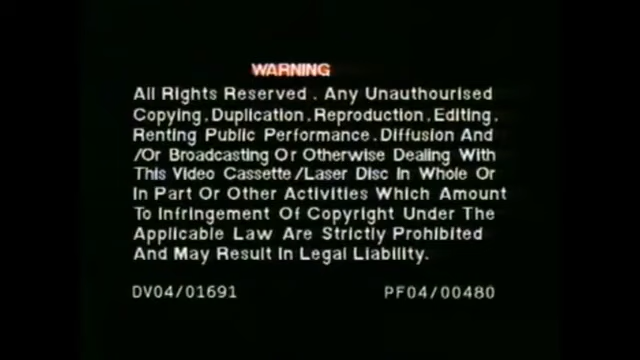 WARNING
All Rights Reserved . Any Unauthourised
Copying , Duplication , Reproduction , Editing ,
Renting Public Performance . Diffusion And
/Or Broadcasting Or Otherwise Dealing With
This Video Cassette /Laser Disc In Whole Or
In Part Or Other Activities Which Amount
To Infringement Of Copyright Under The
Applicable Law Are Strictly Prohibited
And May Result In Legal Liability.
DV04/01691 PF04/00480